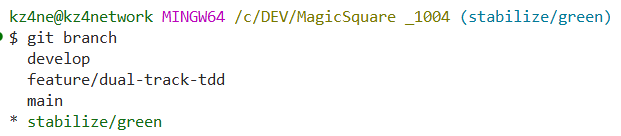 kz4ne@kz4network MINGW64 /c/DEV/MagicSquare _1004 (stabilize/green)
$ git branch
  develop
  feature/dual-track-tdd
  main
* stabilize/green